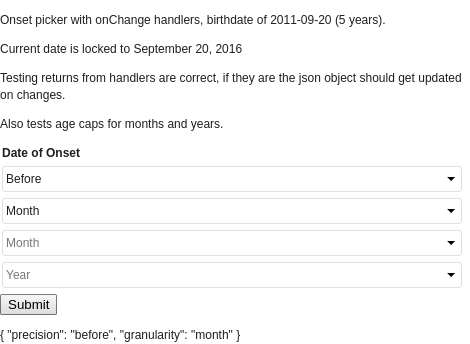 Onset picker with onChange handlers, birthdate of 2011-09-20 (5 years).
Current date is locked to September 20, 2016
Testing returns from handlers are correct, if they are the json object should get updated
on changes.
Also tests age caps for months and years.
Date of Onset
Before
Month
Month
Year
Submit
{ "precision": "before", "granularity": "month" }